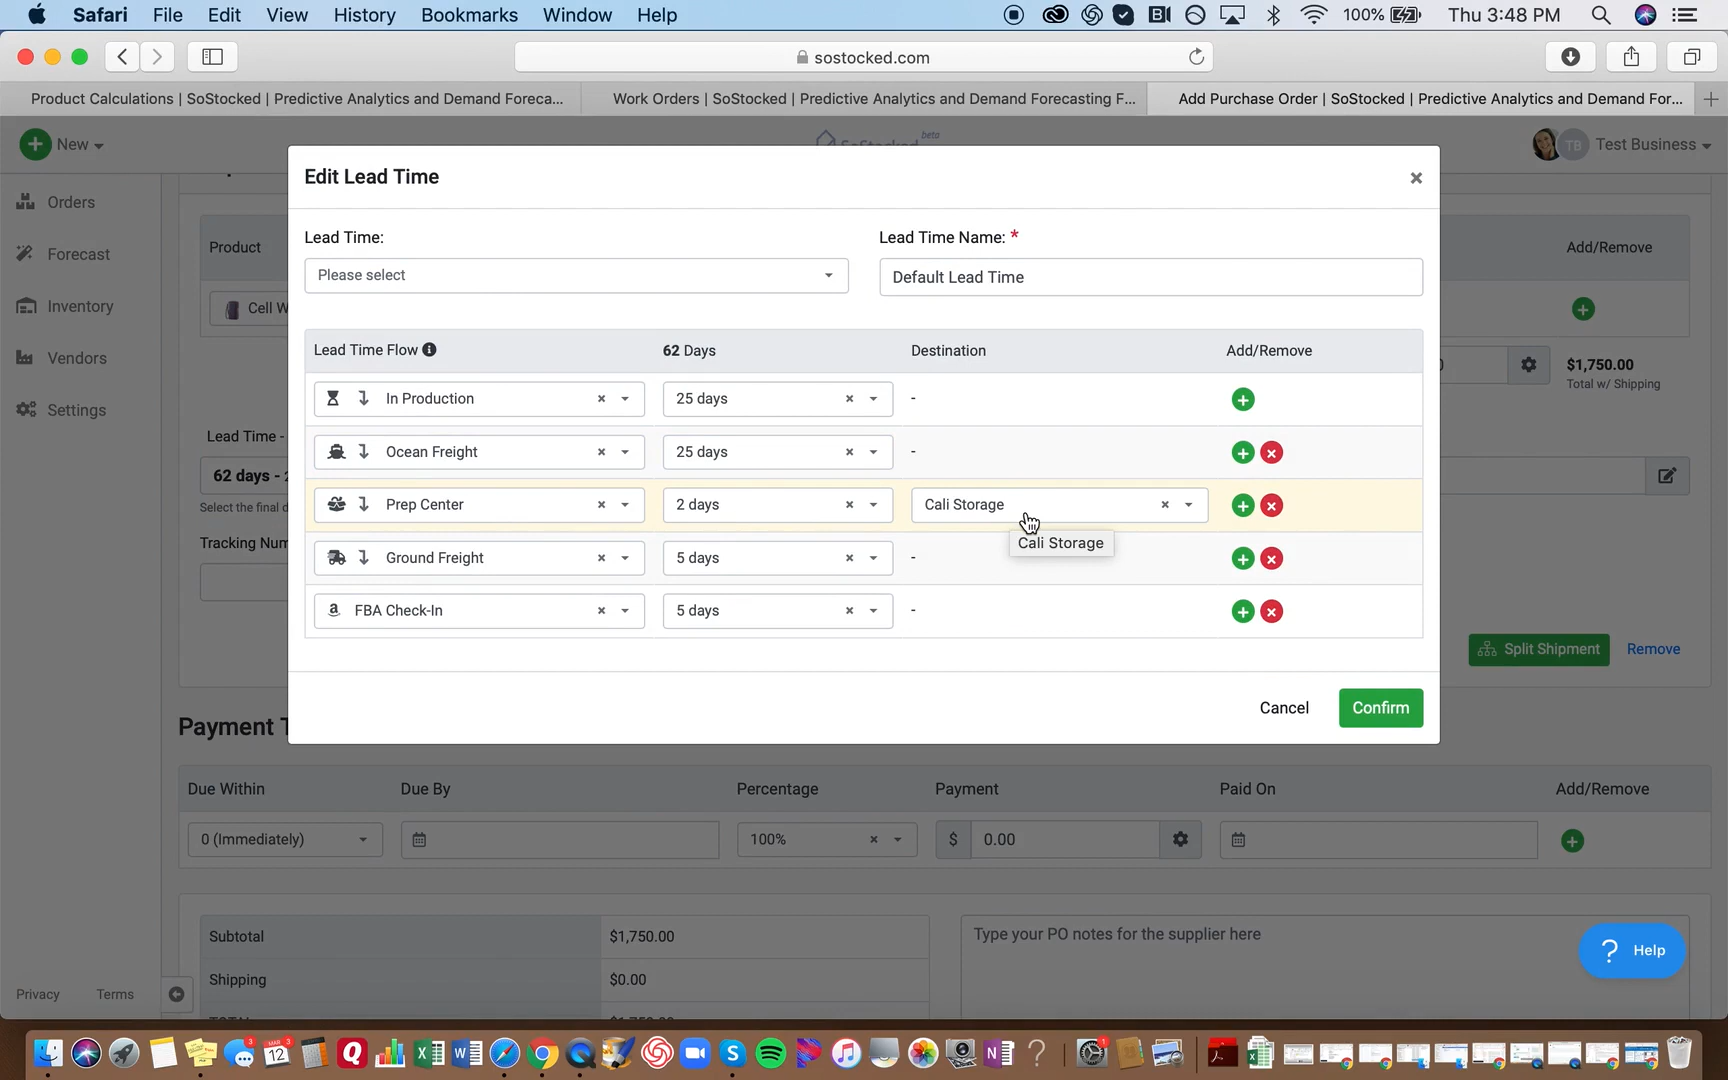 Safari File Edit View History Bookmarks Window Help 100% Thu 3:48 PM
sostocked.com
Product Calculations | SoStocked | Predictive Analytics and Demand Foreca... Work Orders | SoStocked | Predictive Analytics and Demand Forecasting F... Add Purchase Order | SoStocked | Predictive Analytics and Demand For...
New SoStocked beta TB Test Business
Edit Lead Time
Orders
Forecast
Inventory
Vendors
Settings
Product
Add/Remove
Cell W
$1,750.00
Total w/ Shipping
Lead Time -
62 days -
Select the final d
Tracking Num
Split Shipment Remove
Lead Time: Lead Time Name: *
Please select Default Lead Time
Lead Time Flow 62 Days Destination Add/Remove
In Production 25 days -
Ocean Freight 25 days -
Prep Center 2 days Cali Storage
Cali Storage
Ground Freight 5 days -
FBA Check-In 5 days -
Cancel Confirm
Payment T
Due Within Due By Percentage Payment Paid On Add/Remove
0 (Immediately) 100% $ 0.00
Subtotal $1,750.00
Shipping $0.00
Type your PO notes for the supplier here
? Help
Privacy Terms